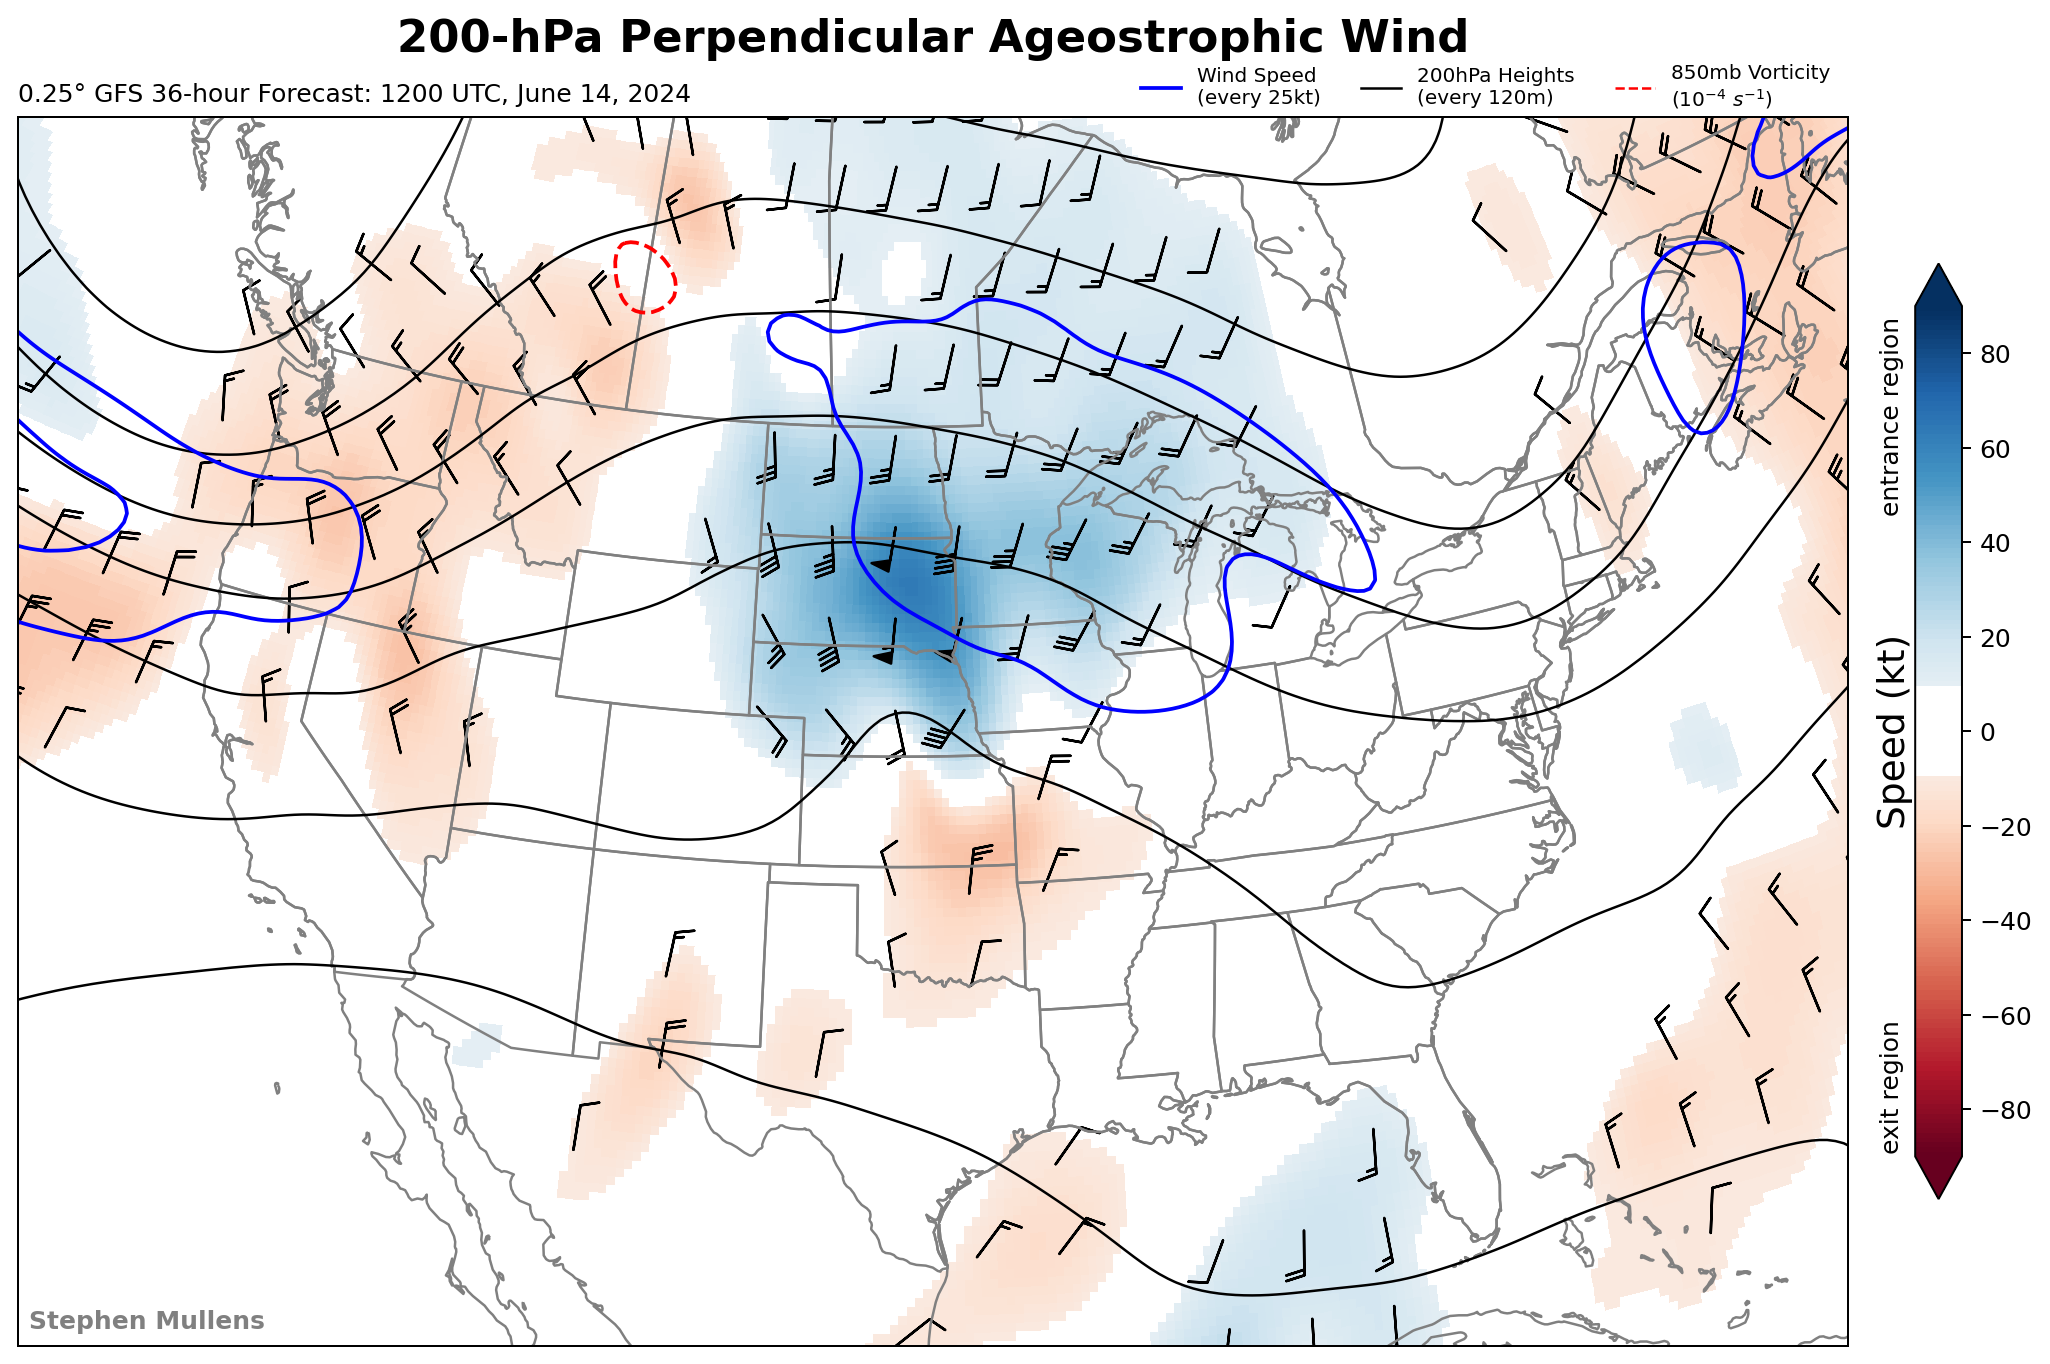 200-hPa Perpendicular Ageostrophic Wind
0.25° GFS 36-hour Forecast: 1200 UTC, June 14, 2024
Wind Speed
(every 25kt)
200hPa Heights
(every 120m)
850mb Vorticity
(10⁻⁴ s⁻¹)
entrance region
Speed (kt)
exit region
80
60
40
20
0
−20
−40
−60
−80
Stephen Mullens